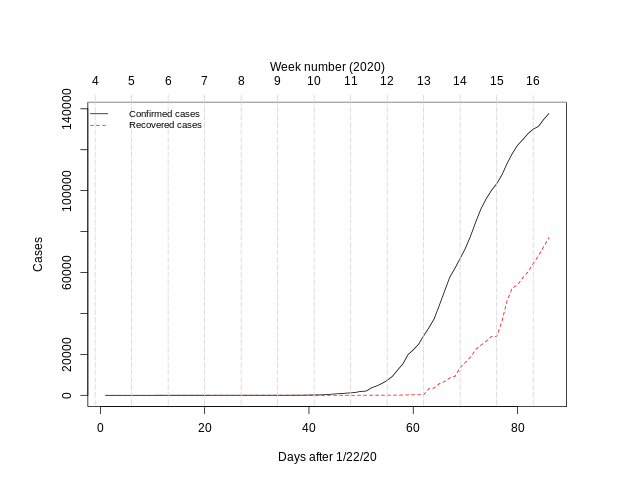 Week number (2020)
4 5 6 7 8 9 10 11 12 13 14 15 16
Confirmed cases
Recovered cases
140000
100000
60000
20000
0
Cases
0 20 40 60 80
Days after 1/22/20